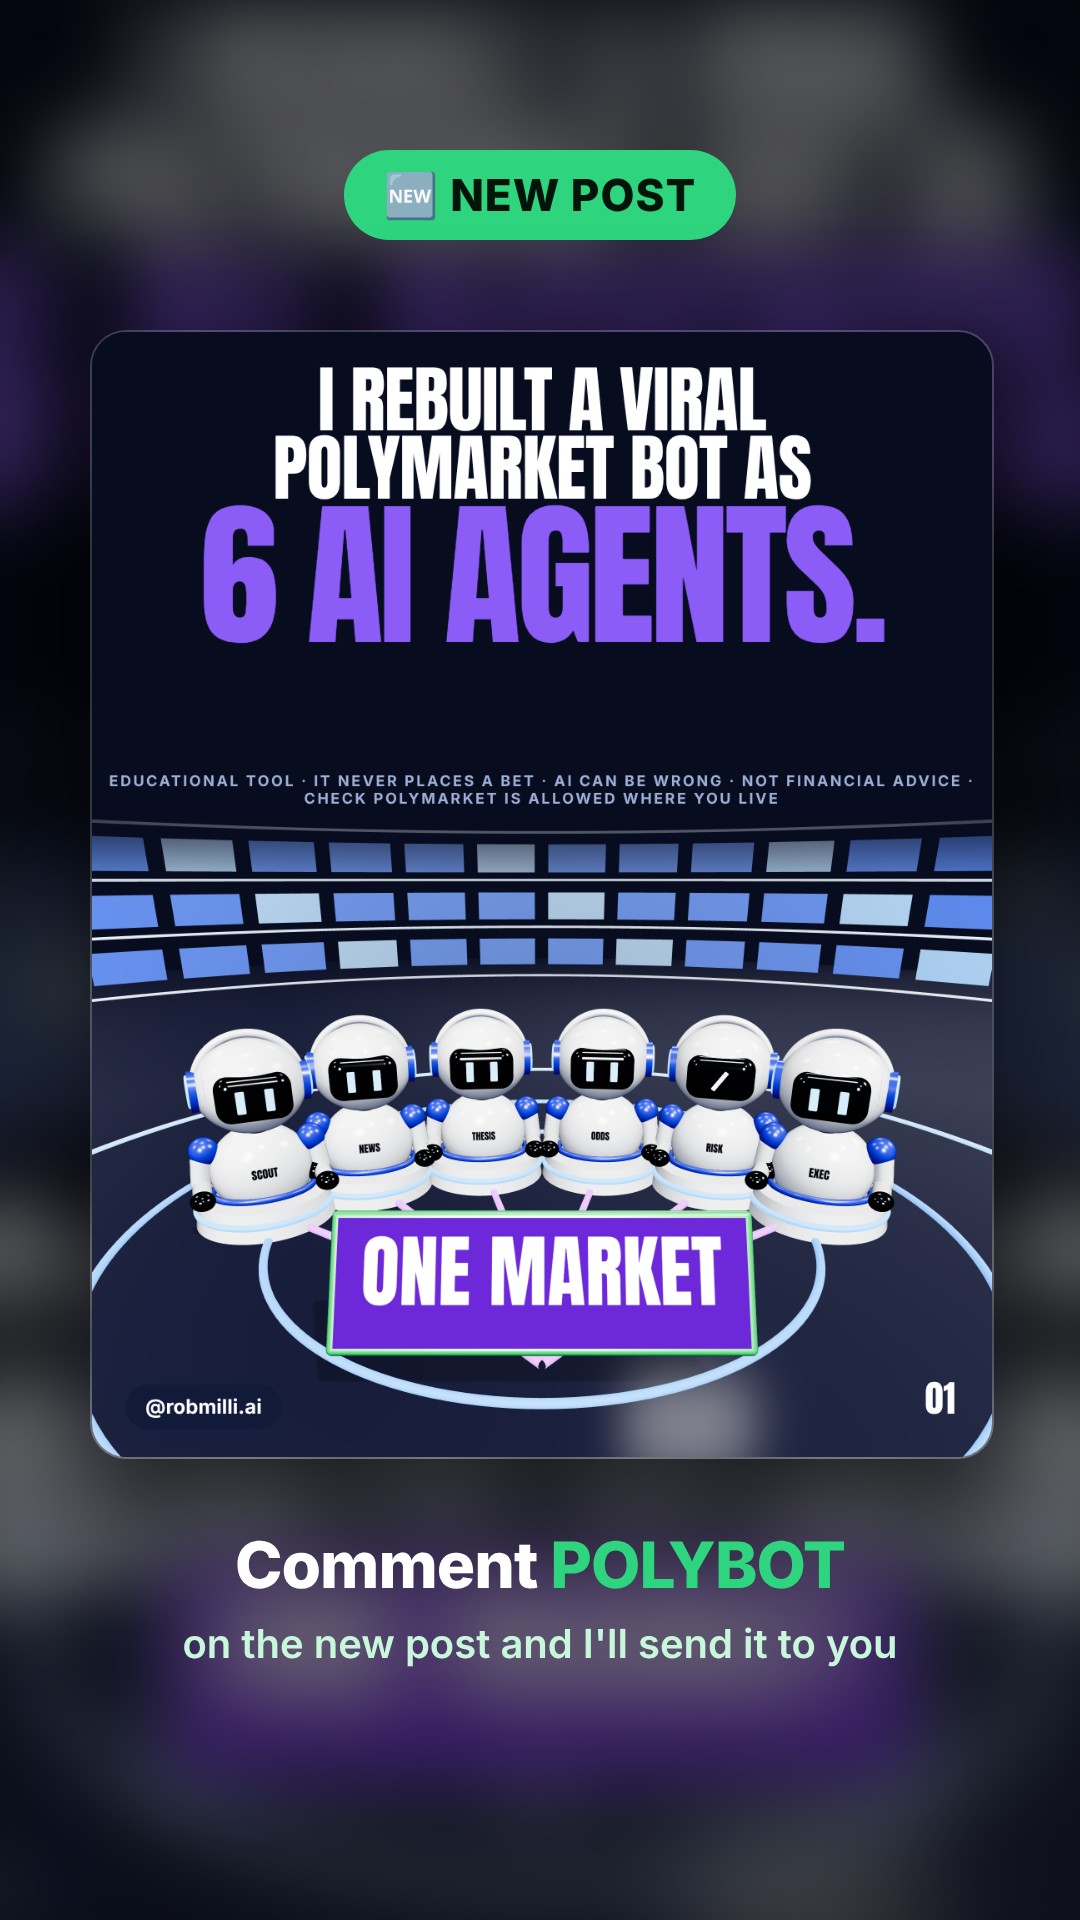 🆕 NEW POST
I REBUILT A VIRAL
POLYMARKET BOT AS
6 AI AGENTS.
EDUCATIONAL TOOL · IT NEVER PLACES A BET · AI CAN BE WRONG · NOT FINANCIAL ADVICE ·
CHECK POLYMARKET IS ALLOWED WHERE YOU LIVE
SCOUT
NEWS
THESIS
ODDS
RISK
EXEC
ONE MARKET
@robmilli.ai
01
Comment POLYBOT
on the new post and I'll send it to you